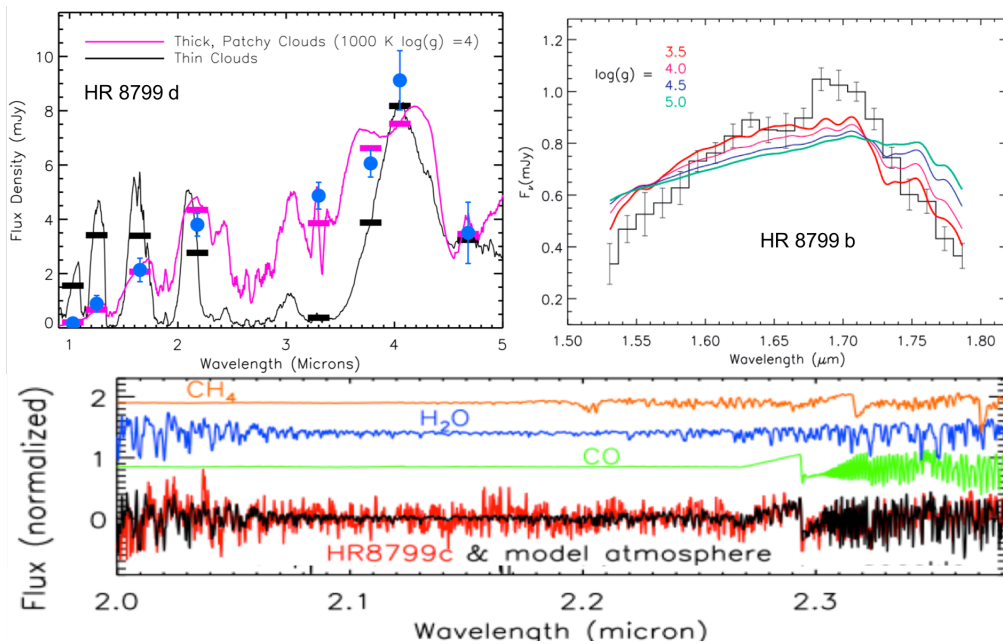 Thick, Patchy Clouds (1000 K log(g) =4)
Thin Clouds
HR 8799 d
Flux Density (mJy)
14
12
10
8
6
4
2
0
1
2
3
4
5
Wavelength (Microns)
log(g) =
3.5
4.0
4.5
5.0
HR 8799 b
Fν(mJy)
1.2
1.0
0.8
0.6
0.4
0.2
1.50
1.55
1.60
1.65
1.70
1.75
1.80
Wavelength (μm)
CH4
H2O
CO
HR8799c & model atmosphere
Flux (normalized)
2
1
0
2.0
2.1
2.2
2.3
Wavelength (micron)